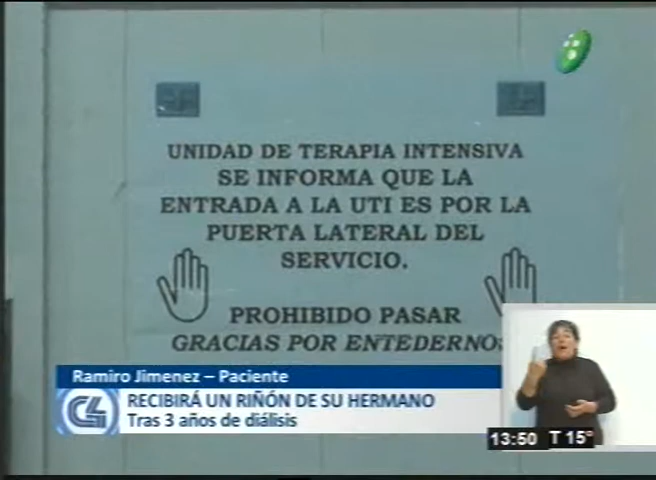 UNIDAD DE TERAPIA INTENSIVA
SE INFORMA QUE LA
ENTRADA A LA UTI ES POR LA
PUERTA LATERAL DEL
SERVICIO.
PROHIBIDO PASAR
GRACIAS POR ENTEDERNOS
Ramiro Jimenez – Paciente
RECIBIRÁ UN RIÑÓN DE SU HERMANO
Tras 3 años de diálisis
13:50 T 15°